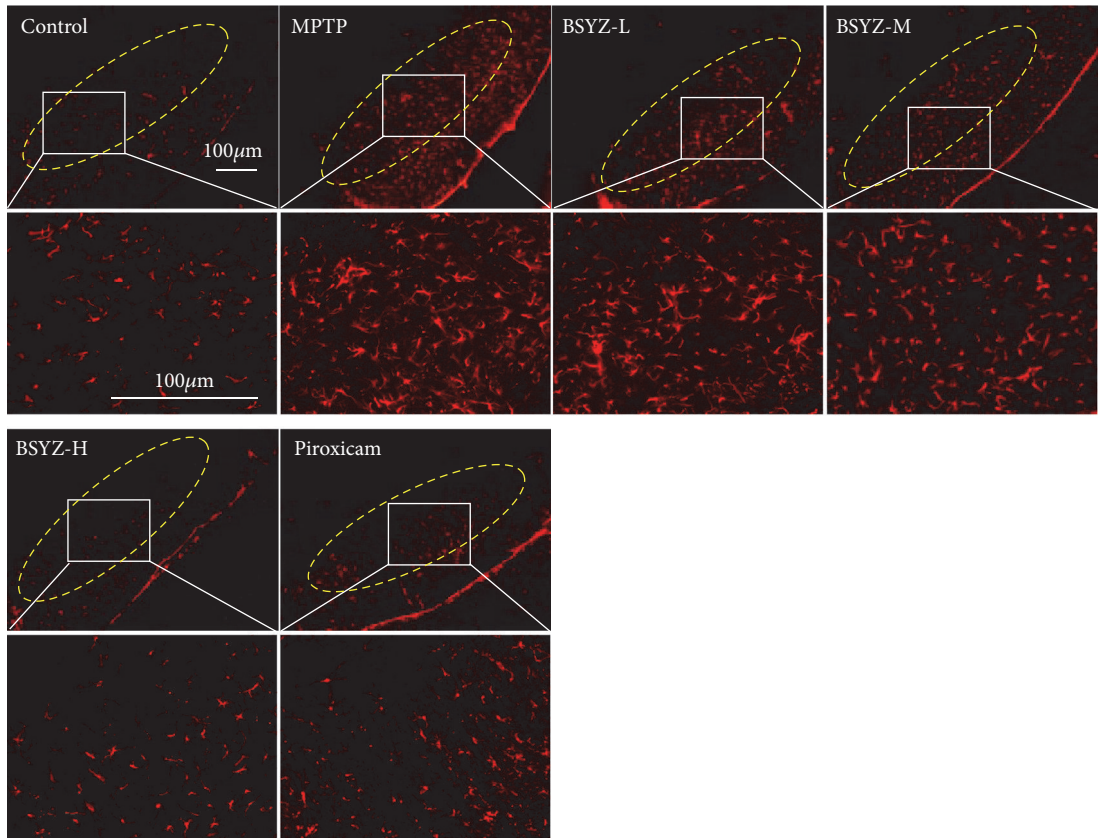 Control
MPTP
BSYZ-L
BSYZ-M
100μm
100μm
BSYZ-H
Piroxicam